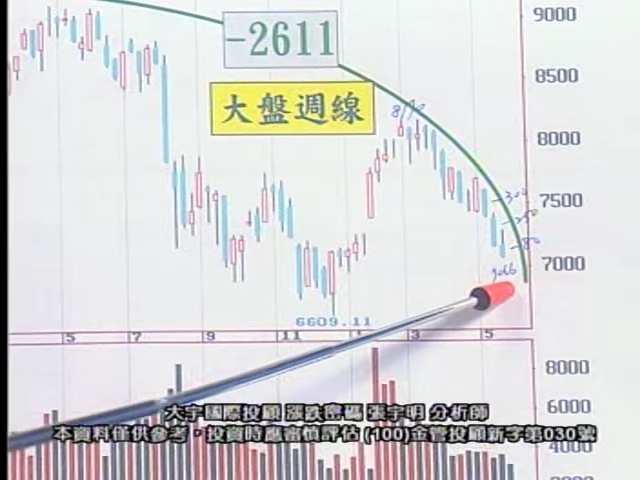 9000
-2611
8500
大盤週線
8000
7500
7000
6609.11
5 7 9 11 1 3 5
8000
6000
大宇國際投顧 漲跌密碼 張宇明 分析師
本資料僅供參考，投資時應審慎評估 (100)金管投顧新字第030號
4000